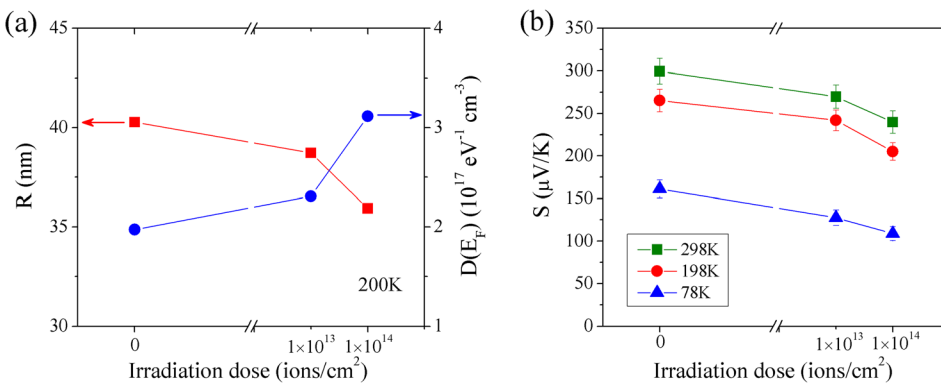 (a)
45
40
35
30
R (nm)
4
3
2
1
D(E_F) (10^17 eV^-1 cm^-3)
200K
0
1×10^13
1×10^14
Irradiation dose (ions/cm^2)
(b)
350
300
250
200
150
100
50
0
S (μV/K)
298K
198K
78K
0
1×10^13
1×10^14
Irradiation dose (ions/cm^2)